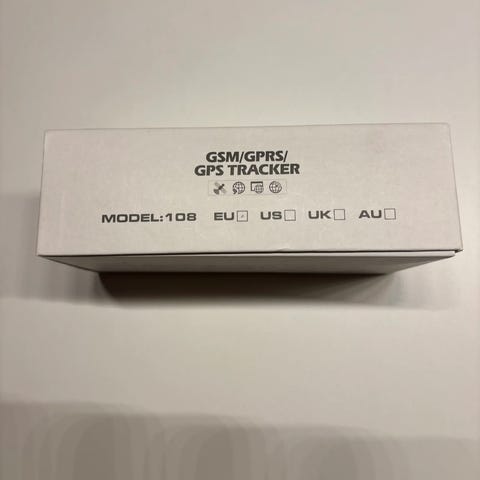 GSM/GPRS/
GPS TRACKER
MODEL:108 EU☑ US☐ UK☐ AU☐